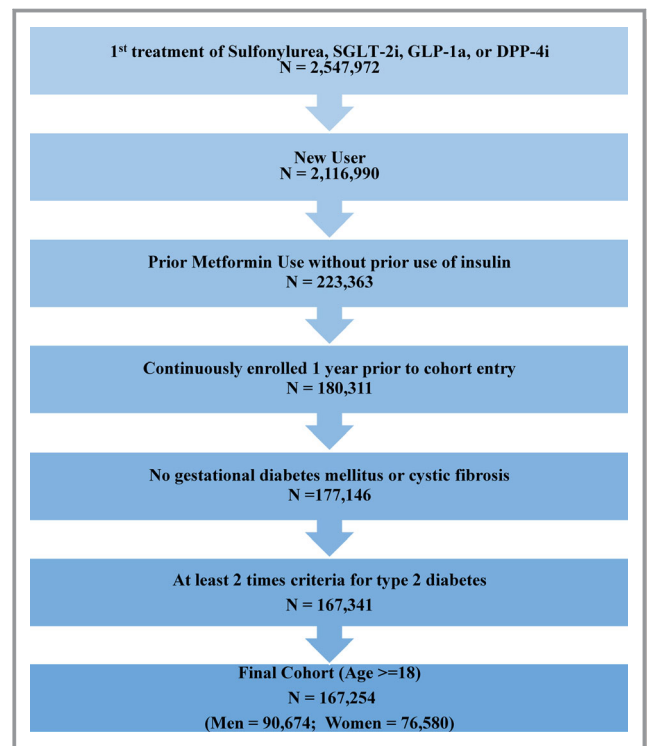 1st treatment of Sulfonylurea, SGLT-2i, GLP-1a, or DPP-4i
N = 2,547,972
New User
N = 2,116,990
Prior Metformin Use without prior use of insulin
N = 223,363
Continuously enrolled 1 year prior to cohort entry
N = 180,311
No gestational diabetes mellitus or cystic fibrosis
N =177,146
At least 2 times criteria for type 2 diabetes
N = 167,341
Final Cohort (Age >=18)
N = 167,254
(Men = 90,674; Women = 76,580)